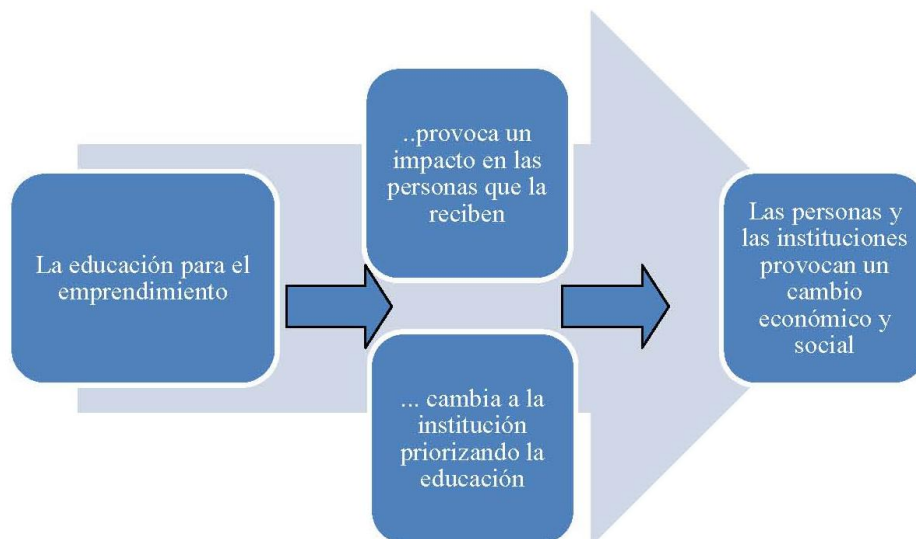 La educación para el
emprendimiento
..provoca un
impacto en las
personas que la
reciben
... cambia a la
institución
priorizando la
educación
Las personas y
las instituciones
provocan un
cambio
económico y
social